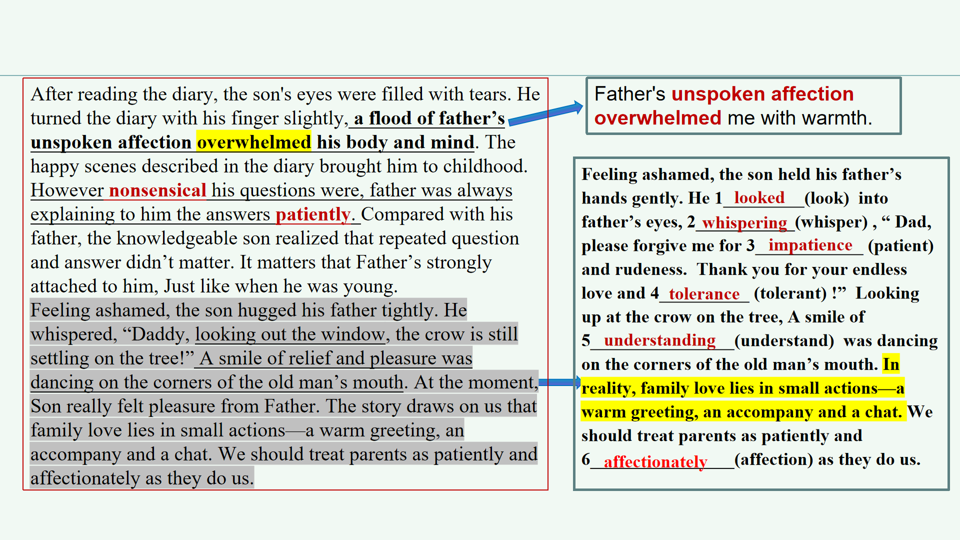 After reading the diary, the son's eyes were filled with tears. He
turned the diary with his finger slightly, a flood of father's
unspoken affection overwhelmed his body and mind. The
happy scenes described in the diary brought him to childhood.
However nonsensical his questions were, father was always
explaining to him the answers patiently. Compared with his
father, the knowledgeable son realized that repeated question
and answer didn't matter. It matters that Father's strongly
attached to him, Just like when he was young.
Feeling ashamed, the son hugged his father tightly. He
whispered, “Daddy, looking out the window, the crow is still
settling on the tree!” A smile of relief and pleasure was
dancing on the corners of the old man's mouth. At the moment,
Son really felt pleasure from Father. The story draws on us that
family love lies in small actions—a warm greeting, an
accompany and a chat. We should treat parents as patiently and
affectionately as they do us.
Father's unspoken affection
overwhelmed me with warmth.
Feeling ashamed, the son held his father's
hands gently. He 1 looked (look) into
father's eyes, 2 whispering (whisper) , “ Dad,
please forgive me for 3 impatience (patient)
and rudeness. Thank you for your endless
love and 4 tolerance (tolerant) !” Looking
up at the crow on the tree, A smile of
5 understanding (understand) was dancing
on the corners of the old man's mouth. In
reality, family love lies in small actions—a
warm greeting, an accompany and a chat. We
should treat parents as patiently and
6 affectionately (affection) as they do us.